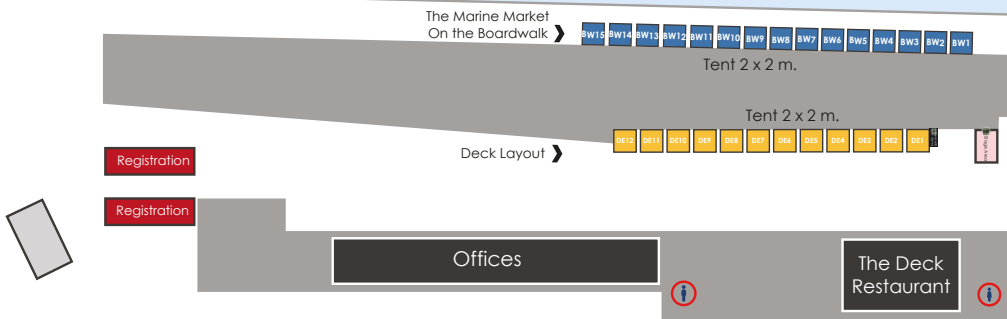 The Marine Market
On the Boardwalk
BW15 BW14 BW13 BW12 BW11 BW10 BW9 BW8 BW7 BW6 BW5 BW4 BW3 BW2 BW1
Tent 2 x 2 m.
Tent 2 x 2 m.
Deck Layout
DE12 DE11 DE10 DE9 DE8 DE7 DE6 DE5 DE4 DE3 DE2 DE1
Registration
Registration
Offices
The Deck
Restaurant